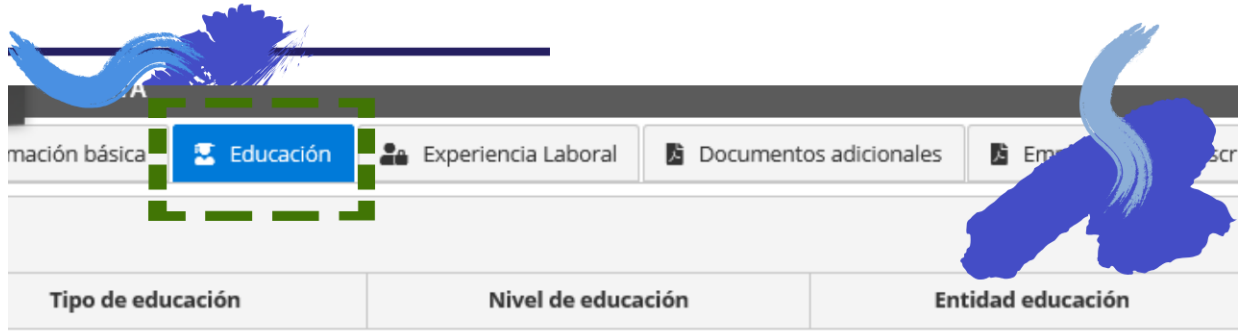 mación básica Educación Experiencia Laboral Documentos adicionales
Tipo de educación Nivel de educación Entidad educación